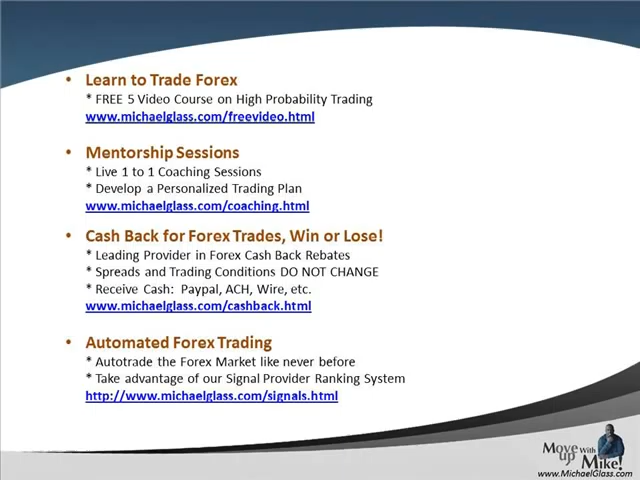 • Learn to Trade Forex
* FREE 5 Video Course on High Probability Trading
www.michaelglass.com/freevideo.html
• Mentorship Sessions
* Live 1 to 1 Coaching Sessions
* Develop a Personalized Trading Plan
www.michaelglass.com/coaching.html
• Cash Back for Forex Trades, Win or Lose!
* Leading Provider in Forex Cash Back Rebates
* Spreads and Trading Conditions DO NOT CHANGE
* Receive Cash: Paypal, ACH, Wire, etc.
www.michaelglass.com/cashback.html
• Automated Forex Trading
* Autotrade the Forex Market like never before
* Take advantage of our Signal Provider Ranking System
http://www.michaelglass.com/signals.html
Move up With Mike!
www.MichaelGlass.com